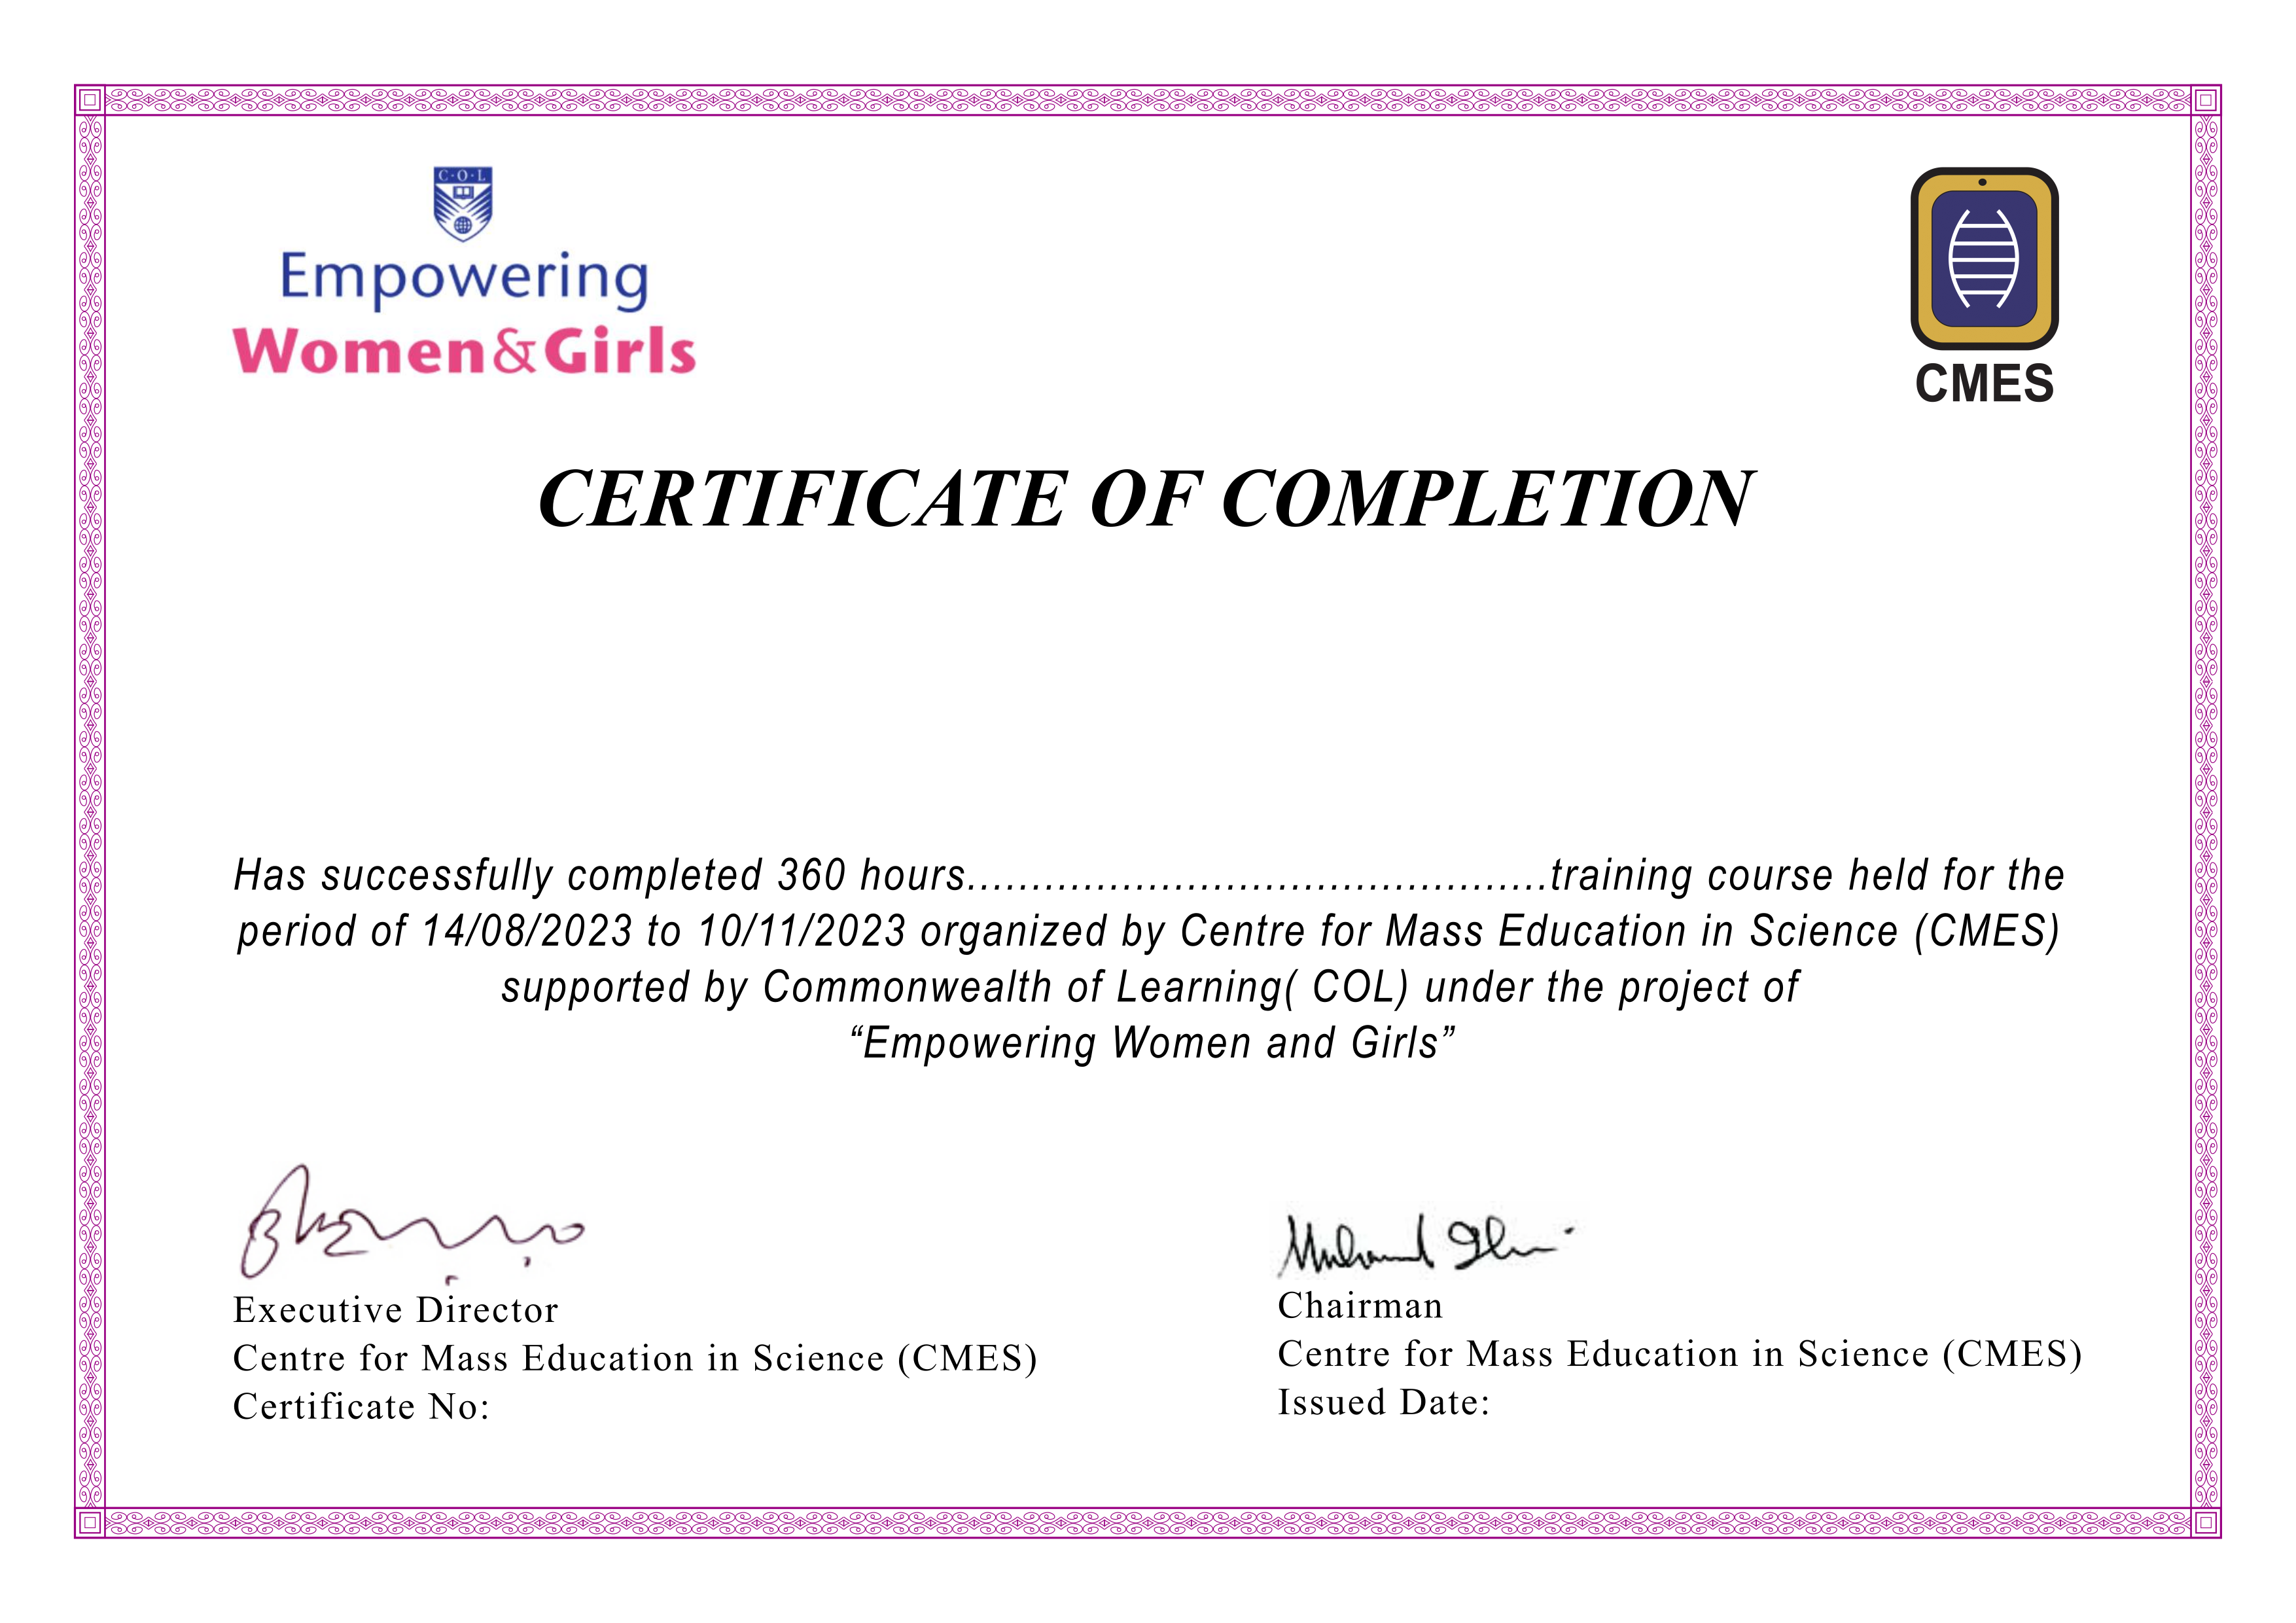 C·O·L
Empowering
Women&Girls
CMES
CERTIFICATE OF COMPLETION
Has successfully completed 360 hours.............................................training course held for the
period of 14/08/2023 to 10/11/2023 organized by Centre for Mass Education in Science (CMES)
supported by Commonwealth of Learning( COL) under the project of
“Empowering Women and Girls”
Executive Director
Centre for Mass Education in Science (CMES)
Certificate No:
Chairman
Centre for Mass Education in Science (CMES)
Issued Date: